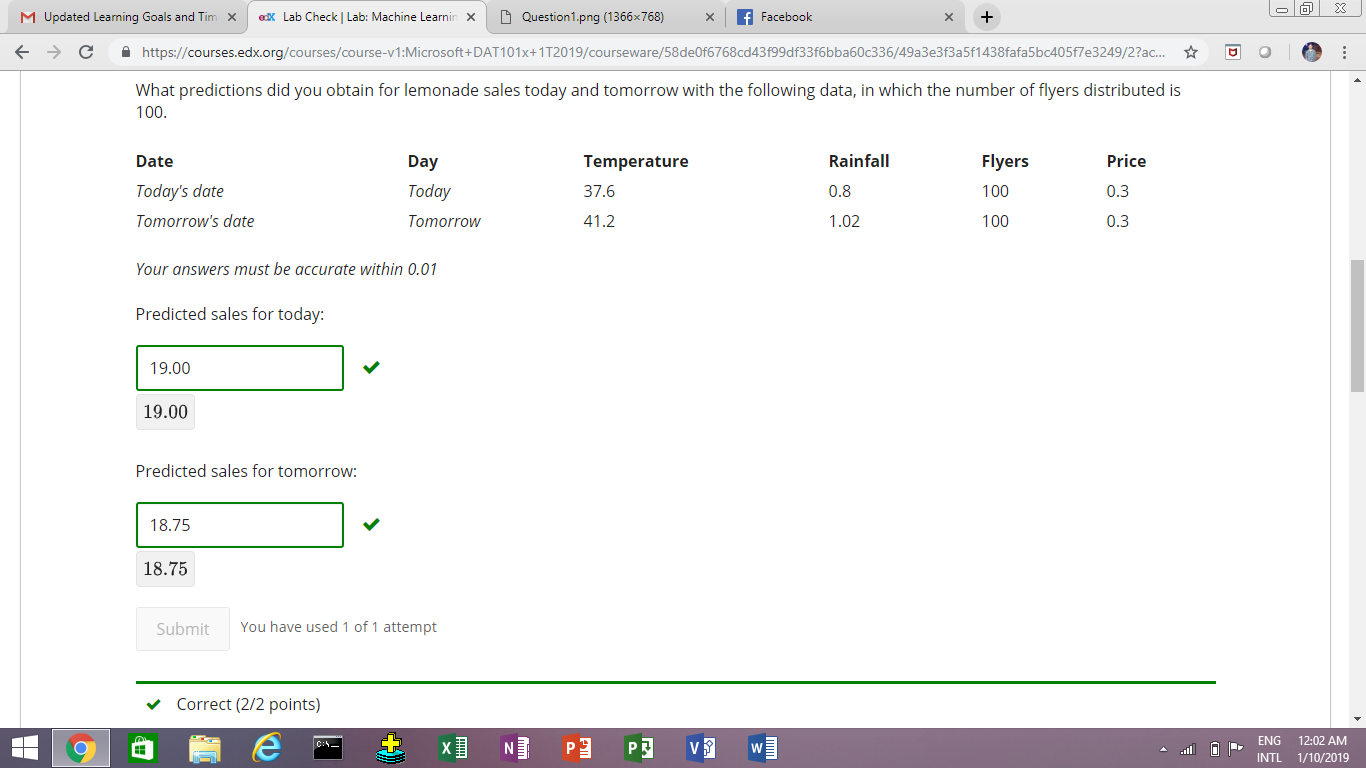 Updated Learning Goals and Tim
edX Lab Check | Lab: Machine Learnin
Question1.png (1366×768)
Facebook
https://courses.edx.org/courses/course-v1:Microsoft+DAT101x+1T2019/courseware/58de0f6768cd43f99df33f6bba60c336/49a3e3f3a5f1438fafa5bc405f7e3249/2?ac...
What predictions did you obtain for lemonade sales today and tomorrow with the following data, in which the number of flyers distributed is
100.
Date Day Temperature Rainfall Flyers Price
Today's date Today 37.6 0.8 100 0.3
Tomorrow's date Tomorrow 41.2 1.02 100 0.3
Your answers must be accurate within 0.01
Predicted sales for today:
19.00
19.00
Predicted sales for tomorrow:
18.75
18.75
Submit You have used 1 of 1 attempt
Correct (2/2 points)
ENG 12:02 AM
INTL 1/10/2019